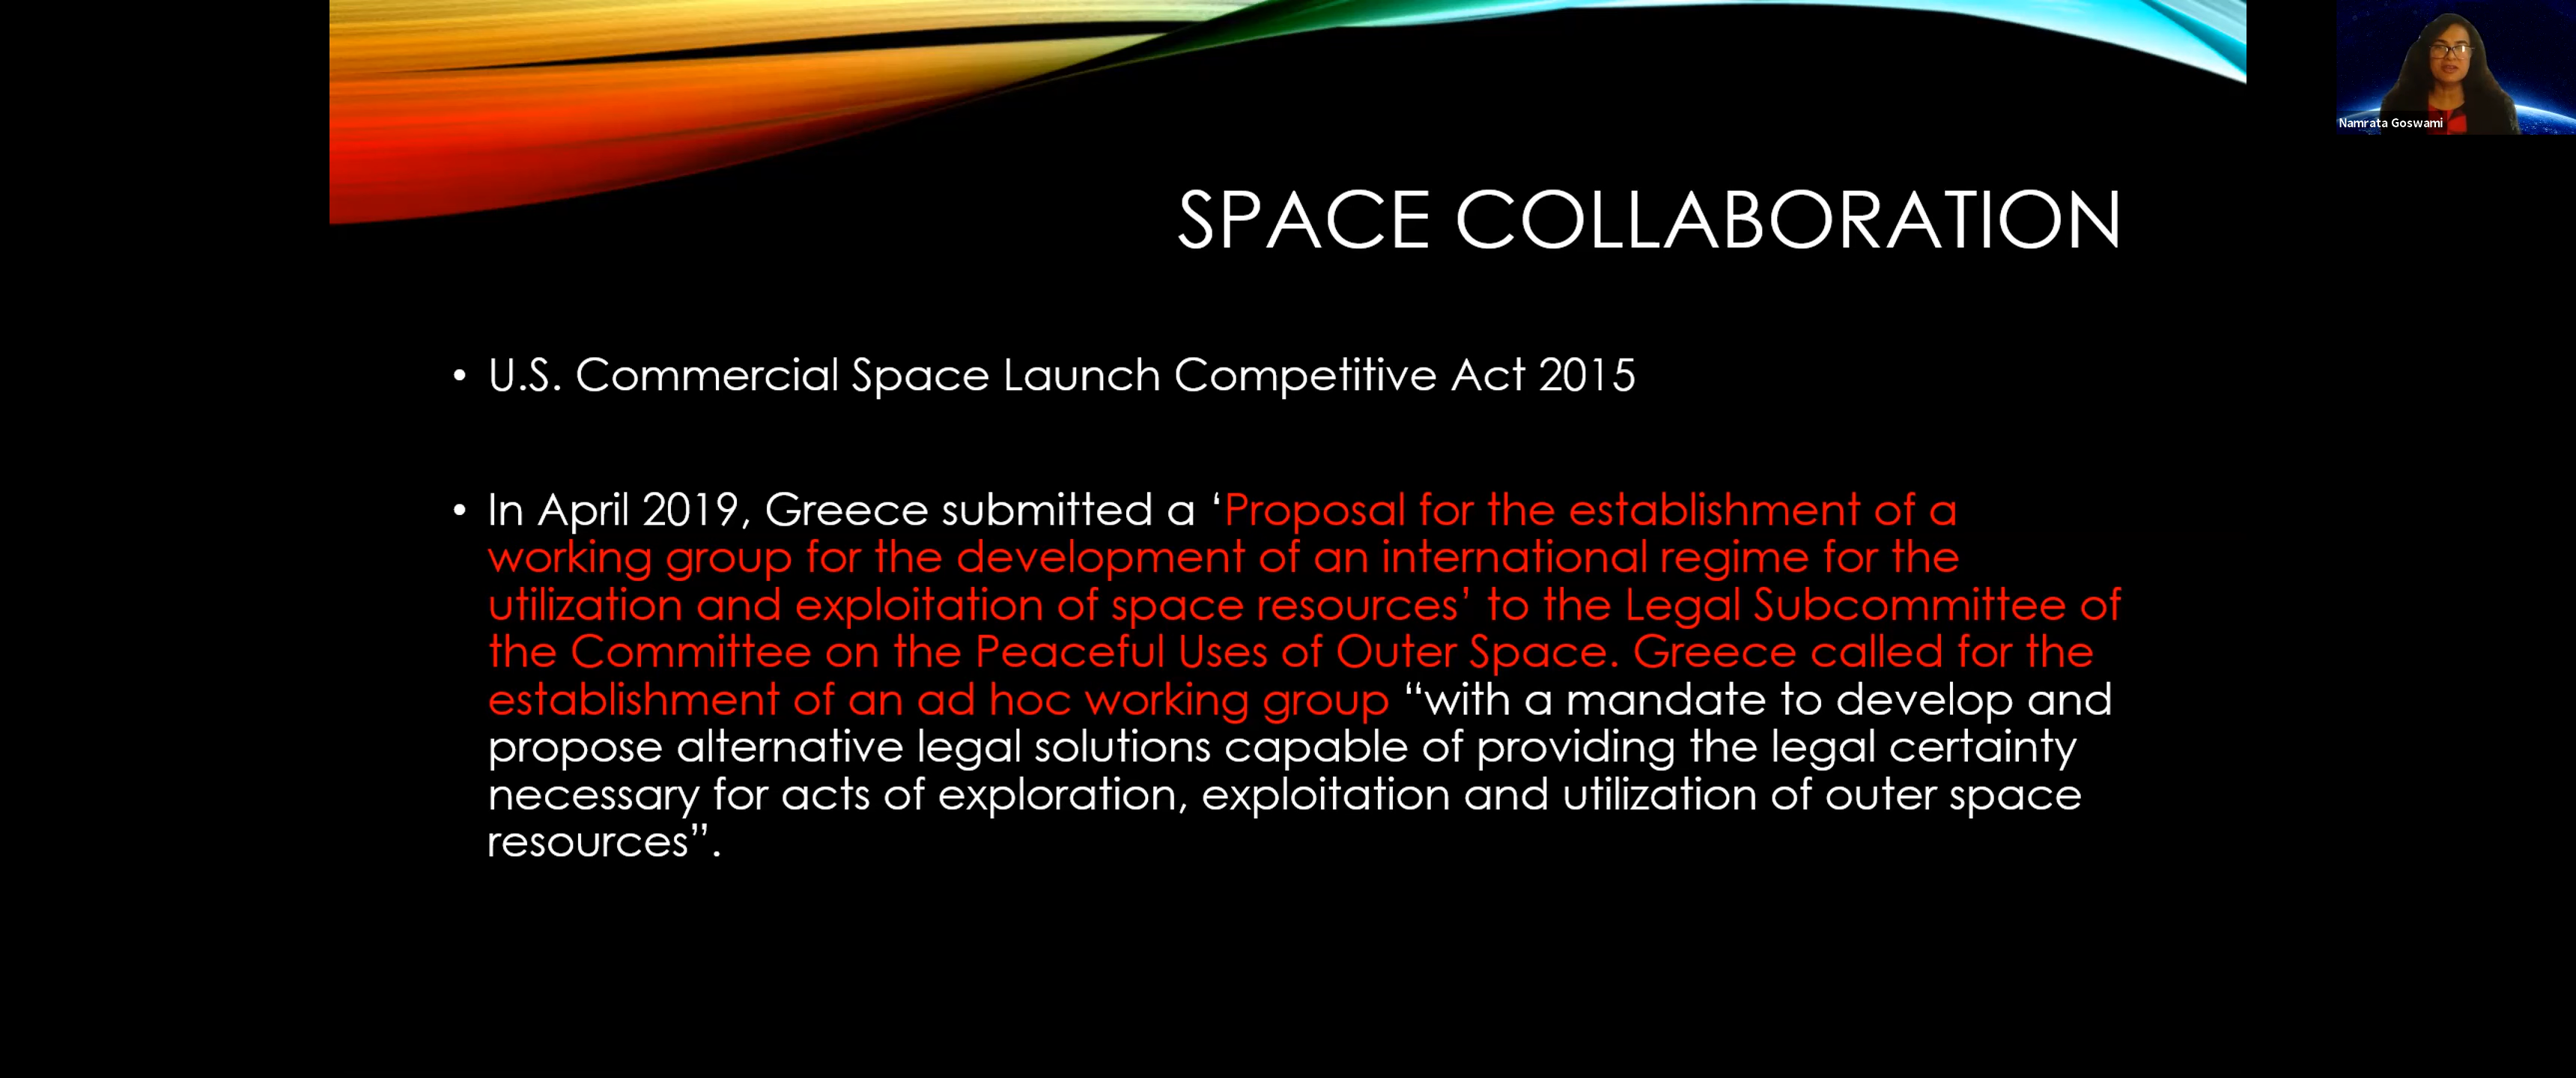 Namrata Goswami
SPACE COLLABORATION
• U.S. Commercial Space Launch Competitive Act 2015
• In April 2019, Greece submitted a ‘Proposal for the establishment of a
working group for the development of an international regime for the
utilization and exploitation of space resources’ to the Legal Subcommittee of
the Committee on the Peaceful Uses of Outer Space. Greece called for the
establishment of an ad hoc working group “with a mandate to develop and
propose alternative legal solutions capable of providing the legal certainty
necessary for acts of exploration, exploitation and utilization of outer space
resources”.